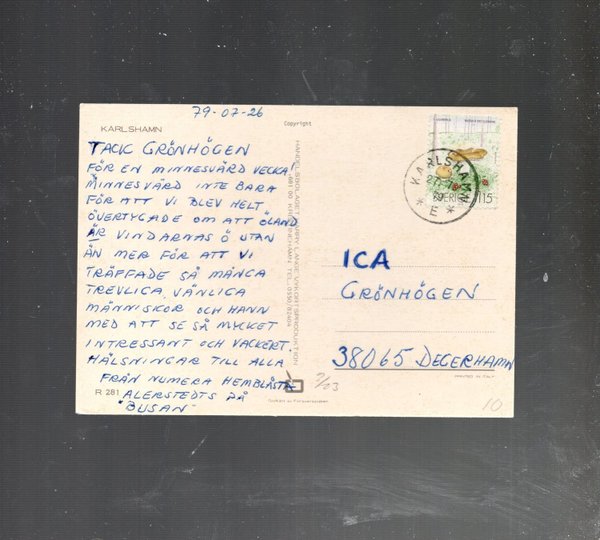 79-07-26
KARLSHAMN
Copyright
TACK GRÖNHÖGEN
FÖR EN MINNESVÄRD VECKA!
MINNESVÄRD INTE BARA
FÖR ATT VI BLEV HELT
ÖVERTYGADE OM ATT ÖLAND
ÄR VINDARNAS Ö UTAN
ÄN MER FÖR ATT VI
TRÄFFADE SÅ MÅNGA
TREVLIGA, VÄNLIGA
MÄNNISKOR OCH HANN
MED ATT SE SÅ MYCKET
INTRESSANT OCH VACKERT.
HÄLSNINGAR TILL ALLA
FRÅN NUMERA HEMBLÅSTA
ALERSTEDTS PÅ
"BUSAN"
R 281
KARLSHAMN
* E *
SVERIGE 115
ICA
GRÖNHÖGEN
38065 DEGERHAMN
PRINTED IN ITALY
10